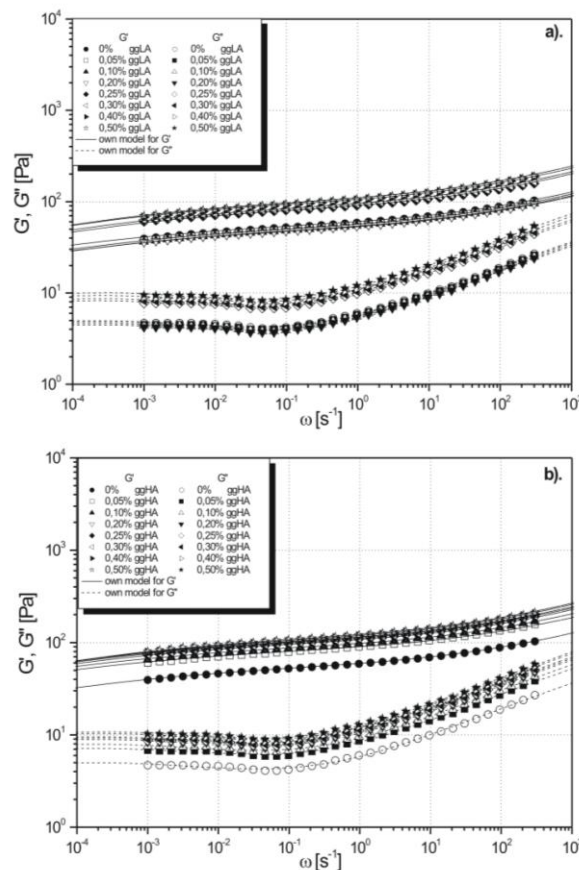 a).
G' G"
0% ggLA 0% ggLA
0,05% ggLA 0,05% ggLA
0,10% ggLA 0,10% ggLA
0,20% ggLA 0,20% ggLA
0,25% ggLA 0,25% ggLA
0,30% ggLA 0,30% ggLA
0,40% ggLA 0,40% ggLA
0,50% ggLA 0,50% ggLA
own model for G'
own model for G"
G', G" [Pa]
10⁴
10³
10²
10¹
10⁰
10⁻⁴ 10⁻³ 10⁻² 10⁻¹ 10⁰ 10¹ 10² 10³
ω [s⁻¹]
b).
G' G"
0% ggHA 0% ggHA
0,05% ggHA 0,05% ggHA
0,10% ggHA 0,10% ggHA
0,20% ggHA 0,20% ggHA
0,25% ggHA 0,25% ggHA
0,30% ggHA 0,30% ggHA
0,40% ggHA 0,40% ggHA
0,50% ggHA 0,50% ggHA
own model for G'
own model for G"
G', G" [Pa]
10⁴
10³
10²
10¹
10⁰
10⁻⁴ 10⁻³ 10⁻² 10⁻¹ 10⁰ 10¹ 10² 10³
ω [s⁻¹]